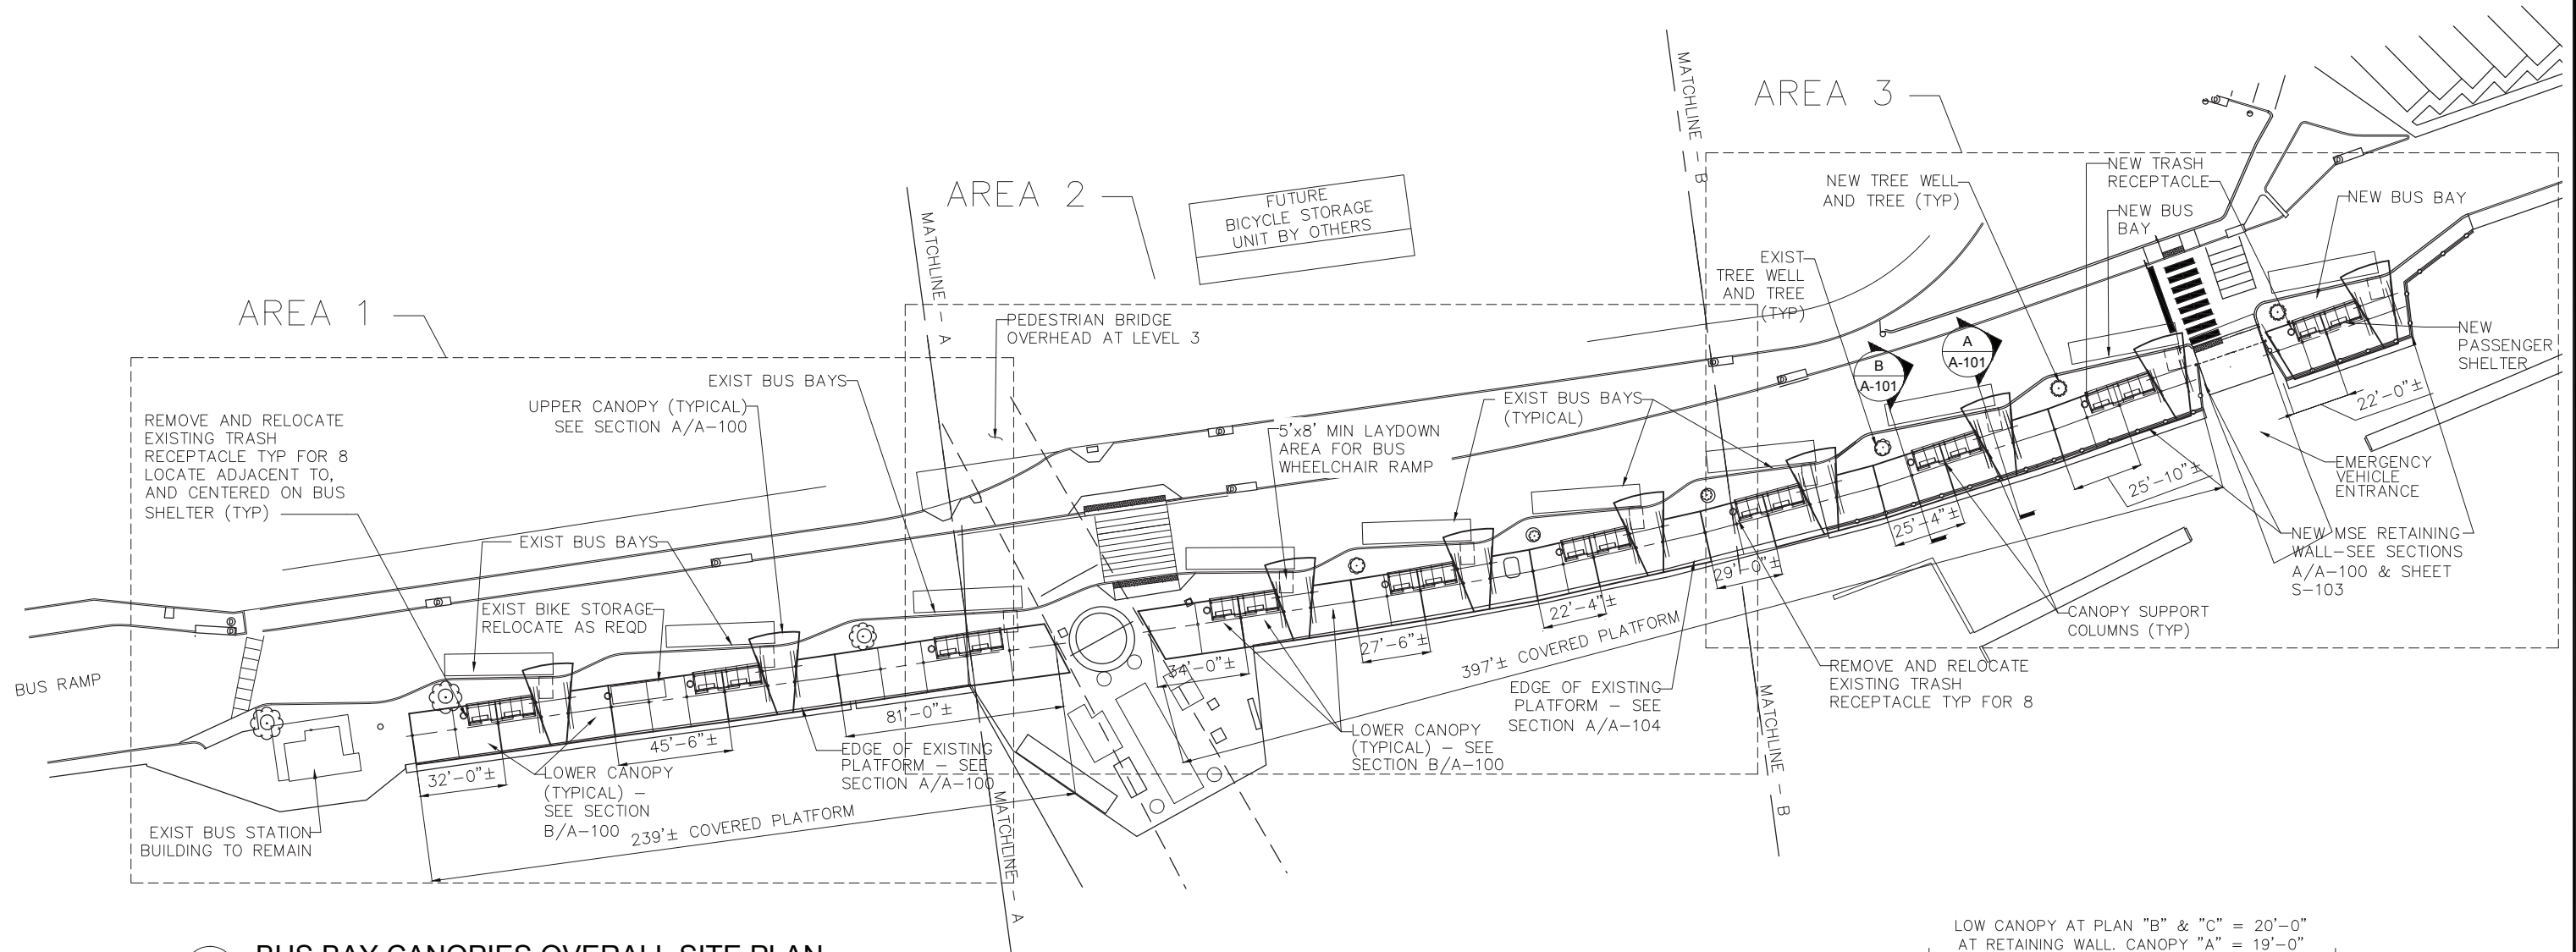 AREA 1
AREA 2
AREA 3
MATCHLINE - A
MATCHLINE - B
FUTURE
BICYCLE STORAGE
UNIT BY OTHERS
PEDESTRIAN BRIDGE
OVERHEAD AT LEVEL 3
EXIST BUS BAYS
UPPER CANOPY (TYPICAL)
SEE SECTION A/A-100
REMOVE AND RELOCATE
EXISTING TRASH
RECEPTACLE TYP FOR 8
LOCATE ADJACENT TO,
AND CENTERED ON BUS
SHELTER (TYP)
EXIST BUS BAYS
EXIST BIKE STORAGE
RELOCATE AS REQD
BUS RAMP
32'-0"±
45'-6"±
81'-0"±
LOWER CANOPY
(TYPICAL) -
SEE SECTION
B/A-100
EDGE OF EXISTING
PLATFORM - SEE
SECTION A/A-100
239'± COVERED PLATFORM
EXIST BUS STATION
BUILDING TO REMAIN
MATCHLINE - A
5'x8' MIN LAYDOWN
AREA FOR BUS
WHEELCHAIR RAMP
EXIST BUS BAYS
(TYPICAL)
34'-0"±
27'-6"±
22'-4"±
29'-0"±
397'± COVERED PLATFORM
LOWER CANOPY
(TYPICAL) - SEE
SECTION B/A-100
EDGE OF EXISTING
PLATFORM - SEE
SECTION A/A-104
MATCHLINE - B
NEW TREE WELL
AND TREE (TYP)
EXIST
TREE WELL
AND TREE
(TYP)
NEW TRASH
RECEPTACLE
NEW BUS
BAY
NEW BUS BAY
B
A-101
A
A-101
NEW
PASSENGER
SHELTER
22'-0"±
25'-10"±
25'-4"±
EMERGENCY
VEHICLE
ENTRANCE
NEW MSE RETAINING
WALL-SEE SECTIONS
A/A-100 & SHEET
S-103
CANOPY SUPPORT
COLUMNS (TYP)
REMOVE AND RELOCATE
EXISTING TRASH
RECEPTACLE TYP FOR 8
BUS BAY CANOPIES OVERALL SITE PLAN
LOW CANOPY AT PLAN "B" & "C" = 20'-0"
AT RETAINING WALL. CANOPY "A" = 19'-0"